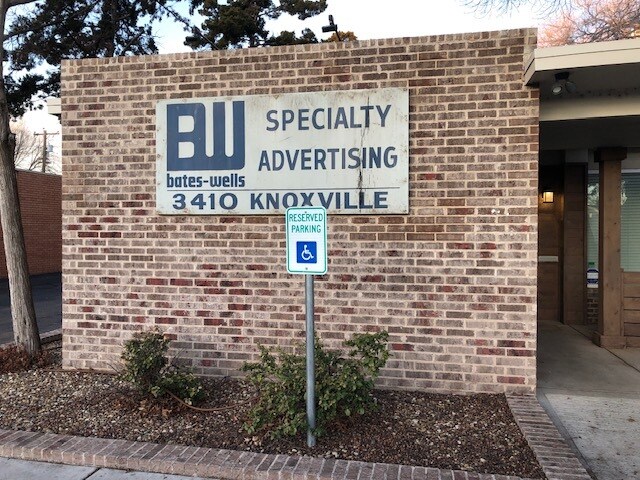 BW
bates-wells
SPECIALTY
ADVERTISING
3410 KNOXVILLE
RESERVED
PARKING